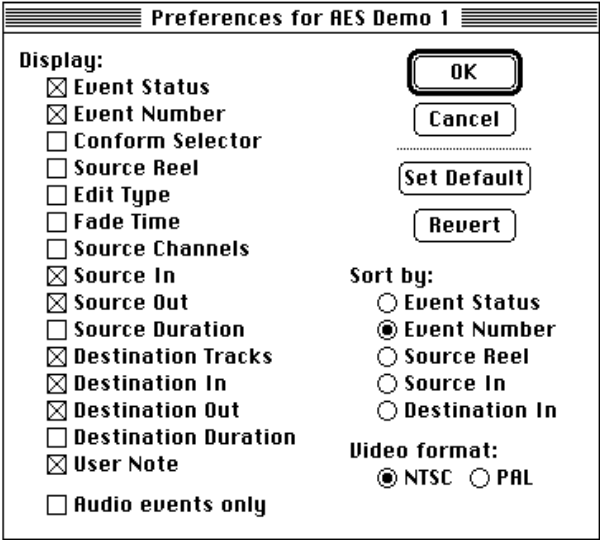 Preferences for AES Demo 1
Display:
Event Status
Event Number
Conform Selector
Source Reel
Edit Type
Fade Time
Source Channels
Source In
Source Out
Source Duration
Destination Tracks
Destination In
Destination Out
Destination Duration
User Note
Audio events only
OK
Cancel
Set Default
Revert
Sort by:
Event Status
Event Number
Source Reel
Source In
Destination In
Video format:
NTSC PAL